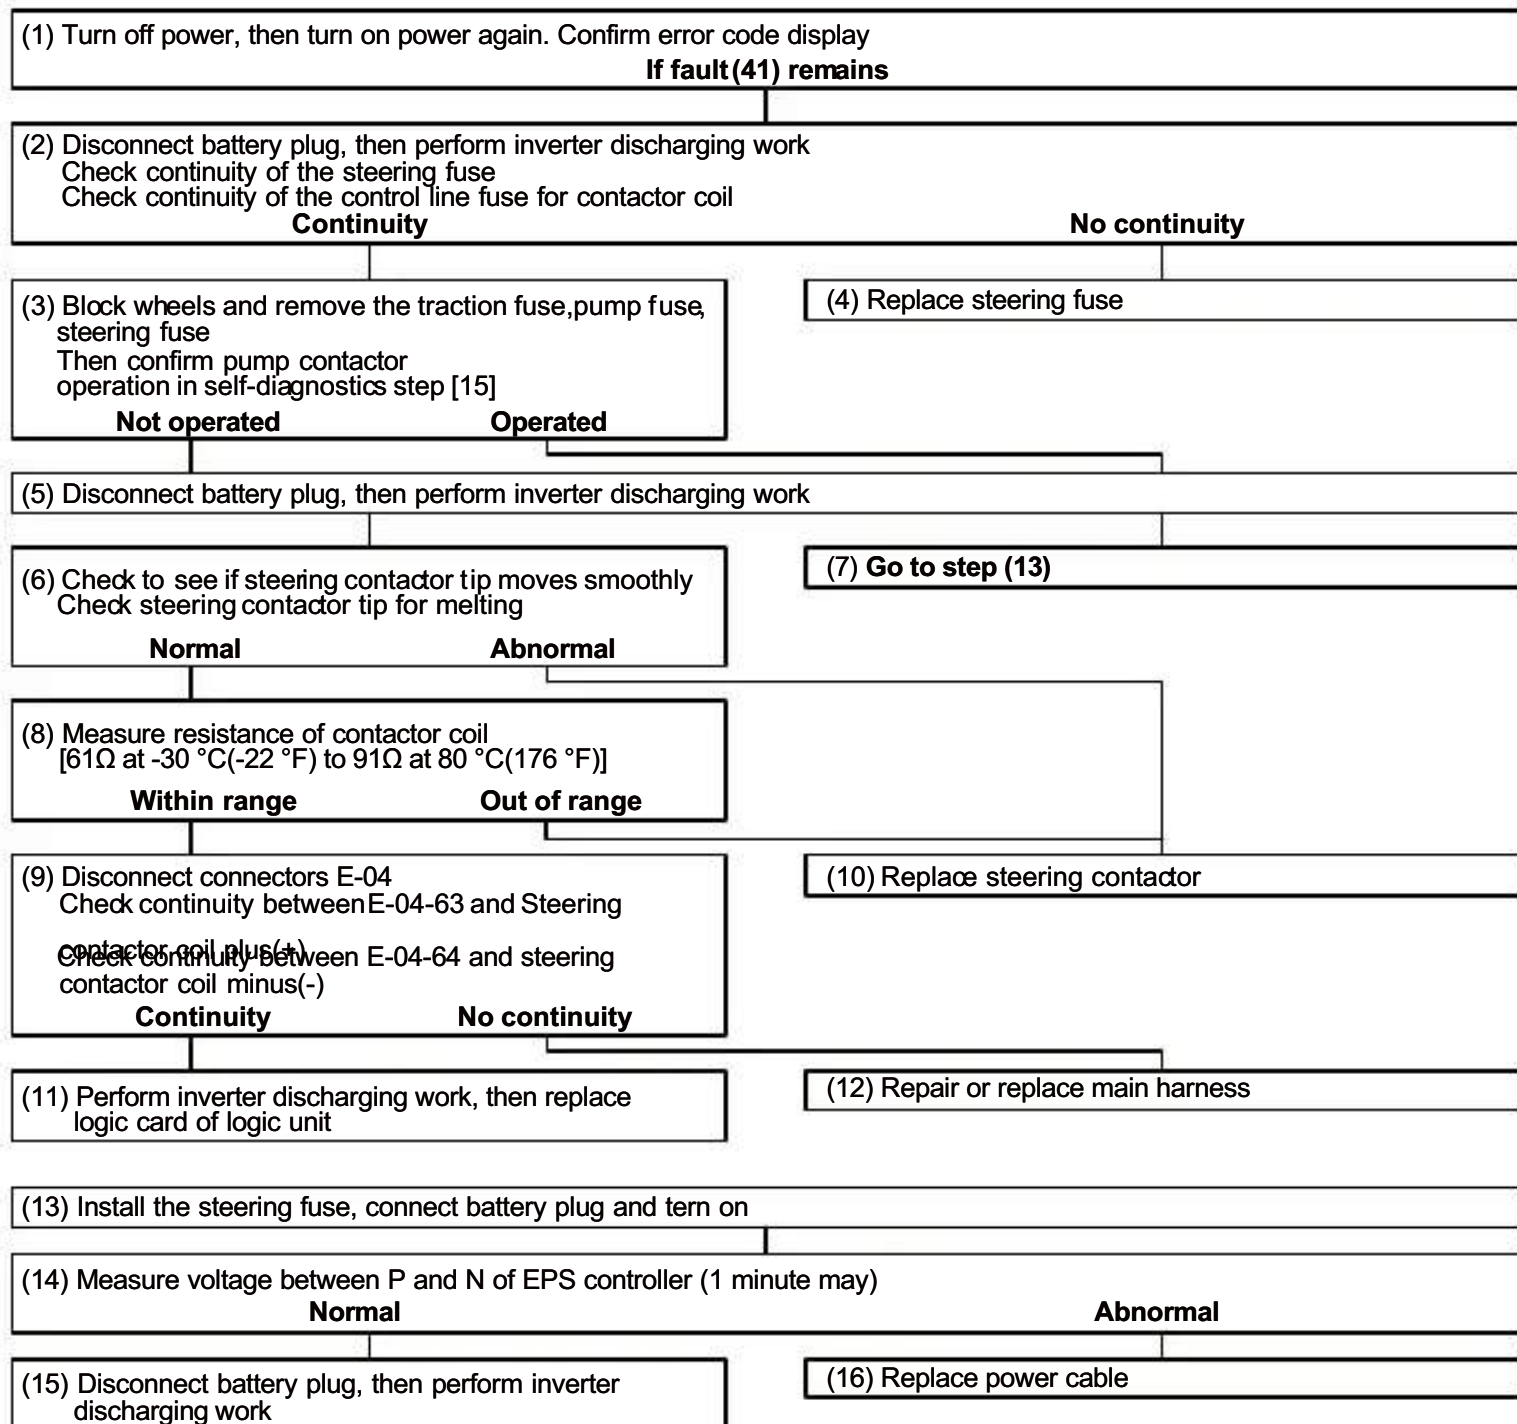 (1) Turn off power, then turn on power again. Confirm error code display
If fault (41) remains
(2) Disconnect battery plug, then perform inverter discharging work
Check continuity of the steering fuse
Check continuity of the control line fuse for contactor coil
Continuity
No continuity
(3) Block wheels and remove the traction fuse,pump fuse,
steering fuse
Then confirm pump contactor
operation in self-diagnostics step [15]
Not operated
Operated
(4) Replace steering fuse
(5) Disconnect battery plug, then perform inverter discharging work
(6) Check to see if steering contactor tip moves smoothly
Check steering contactor tip for melting
Normal
Abnormal
(7) Go to step (13)
(8) Measure resistance of contactor coil
[61Ω at -30 °C(-22 °F) to 91Ω at 80 °C(176 °F)]
Within range
Out of range
(9) Disconnect connectors E-04
Check continuity between E-04-63 and Steering
contactor coil plus(+)
Check continuity between E-04-64 and steering
contactor coil minus(-)
Continuity
No continuity
(10) Replace steering contactor
(11) Perform inverter discharging work, then replace
logic card of logic unit
(12) Repair or replace main harness
(13) Install the steering fuse, connect battery plug and tern on
(14) Measure voltage between P and N of EPS controller (1 minute may)
Normal
Abnormal
(15) Disconnect battery plug, then perform inverter
discharging work
(16) Replace power cable